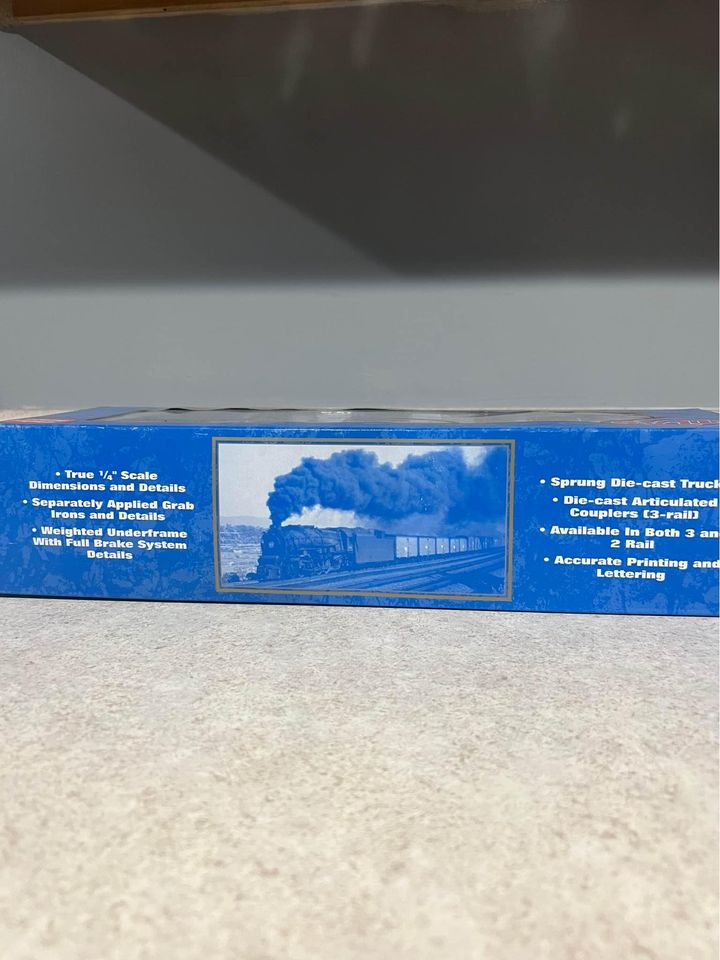 • True 1/4" Scale
Dimensions and Details
• Separately Applied Grab
Irons and Details
• Weighted Underframe
With Full Brake System
Details
• Sprung Die-cast Truck
• Die-cast Articulated
Couplers (3-rail)
• Available In Both 3 an
2 Rail
• Accurate Printing and
Lettering